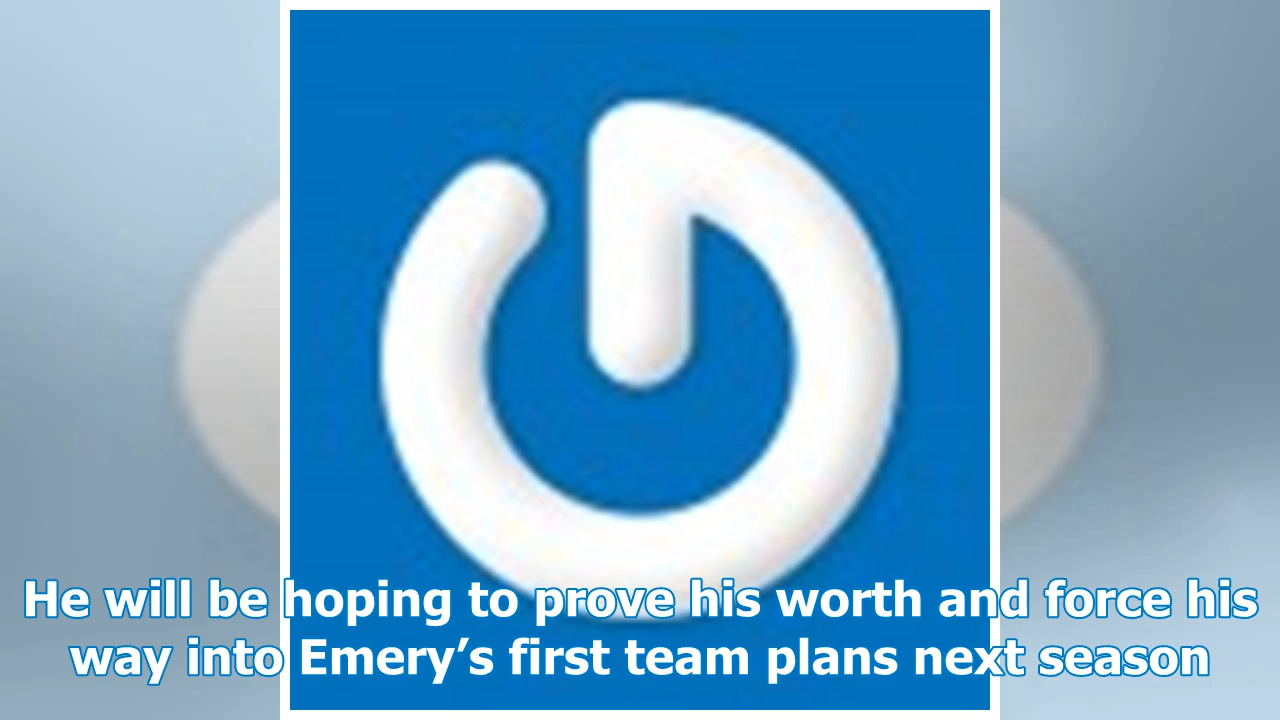 He will be hoping to prove his worth and force his
way into Emery’s first team plans next season